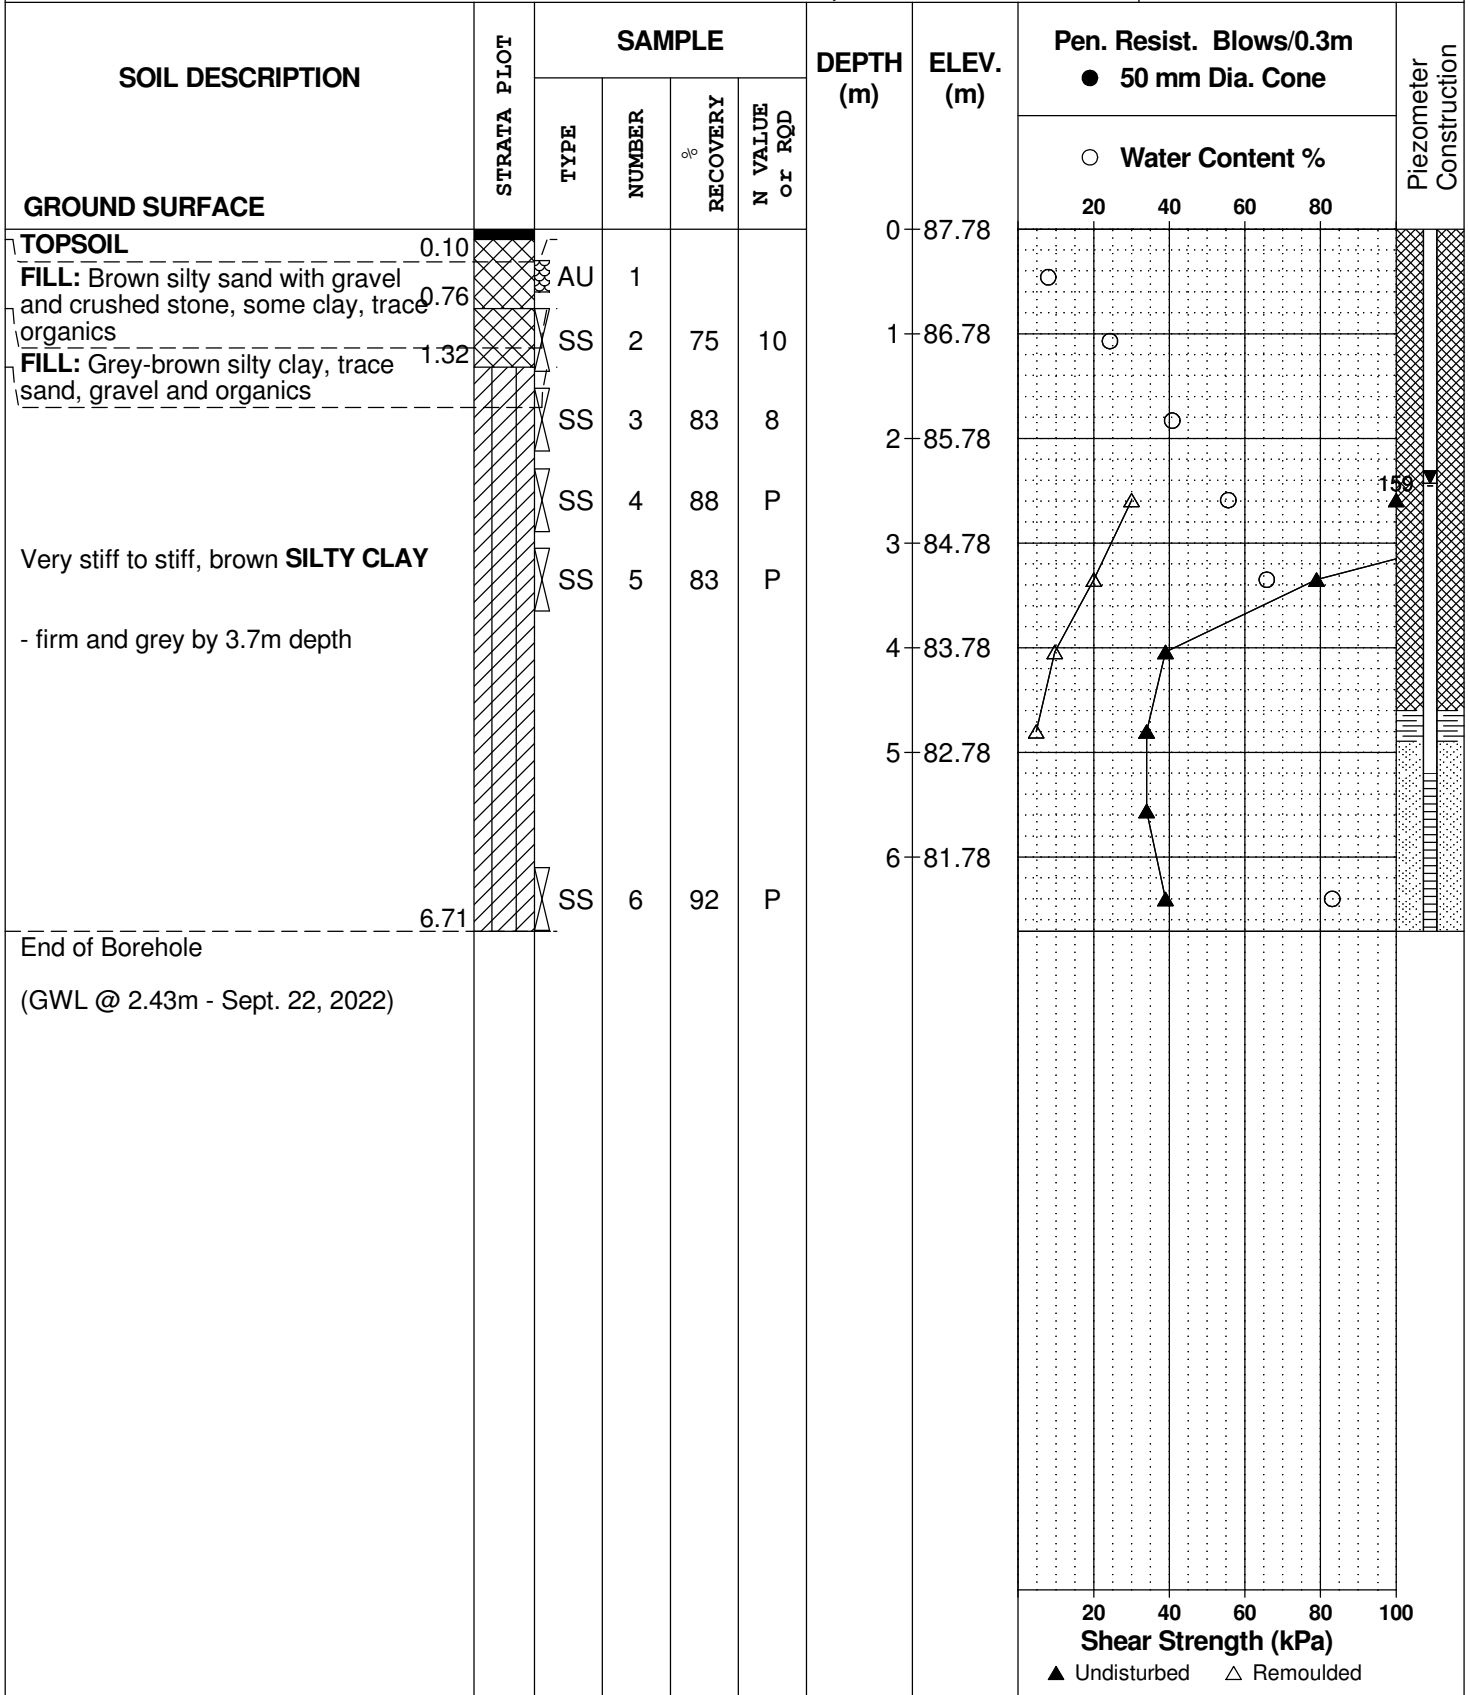 SOIL DESCRIPTION
GROUND SURFACE
STRATA PLOT
SAMPLE
TYPE
NUMBER
% RECOVERY
N VALUE or RQD
DEPTH (m)
ELEV. (m)
Pen. Resist. Blows/0.3m
● 50 mm Dia. Cone
○ Water Content %
20 40 60 80
Piezometer Construction
TOPSOIL 0.10
FILL: Brown silty sand with gravel
and crushed stone, some clay, trace 0.76
organics
1.32
FILL: Grey-brown silty clay, trace
sand, gravel and organics
Very stiff to stiff, brown SILTY CLAY
- firm and grey by 3.7m depth
6.71
End of Borehole
(GWL @ 2.43m - Sept. 22, 2022)
AU 1
SS 2 75 10
SS 3 83 8
SS 4 88 P
SS 5 83 P
SS 6 92 P
0 87.78
1 86.78
2 85.78
3 84.78
4 83.78
5 82.78
6 81.78
159
20 40 60 80 100
Shear Strength (kPa)
▲ Undisturbed △ Remoulded